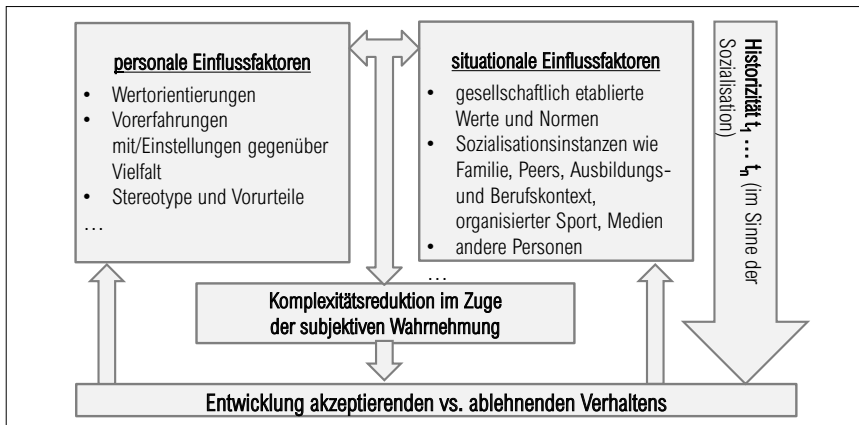 personale Einflussfaktoren
• Wertorientierungen
• Vorerfahrungen
mit/Einstellungen gegenüber
Vielfalt
• Stereotype und Vorurteile
…
situationale Einflussfaktoren
• gesellschaftlich etablierte
Werte und Normen
• Sozialisationsinstanzen wie
Familie, Peers, Ausbildungs-
und Berufskontext,
organisierter Sport, Medien
• andere Personen
…
Historizität t1 … tn (im Sinne der
Sozialisation)
Komplexitätsreduktion im Zuge
der subjektiven Wahrnehmung
Entwicklung akzeptierenden vs. ablehnenden Verhaltens